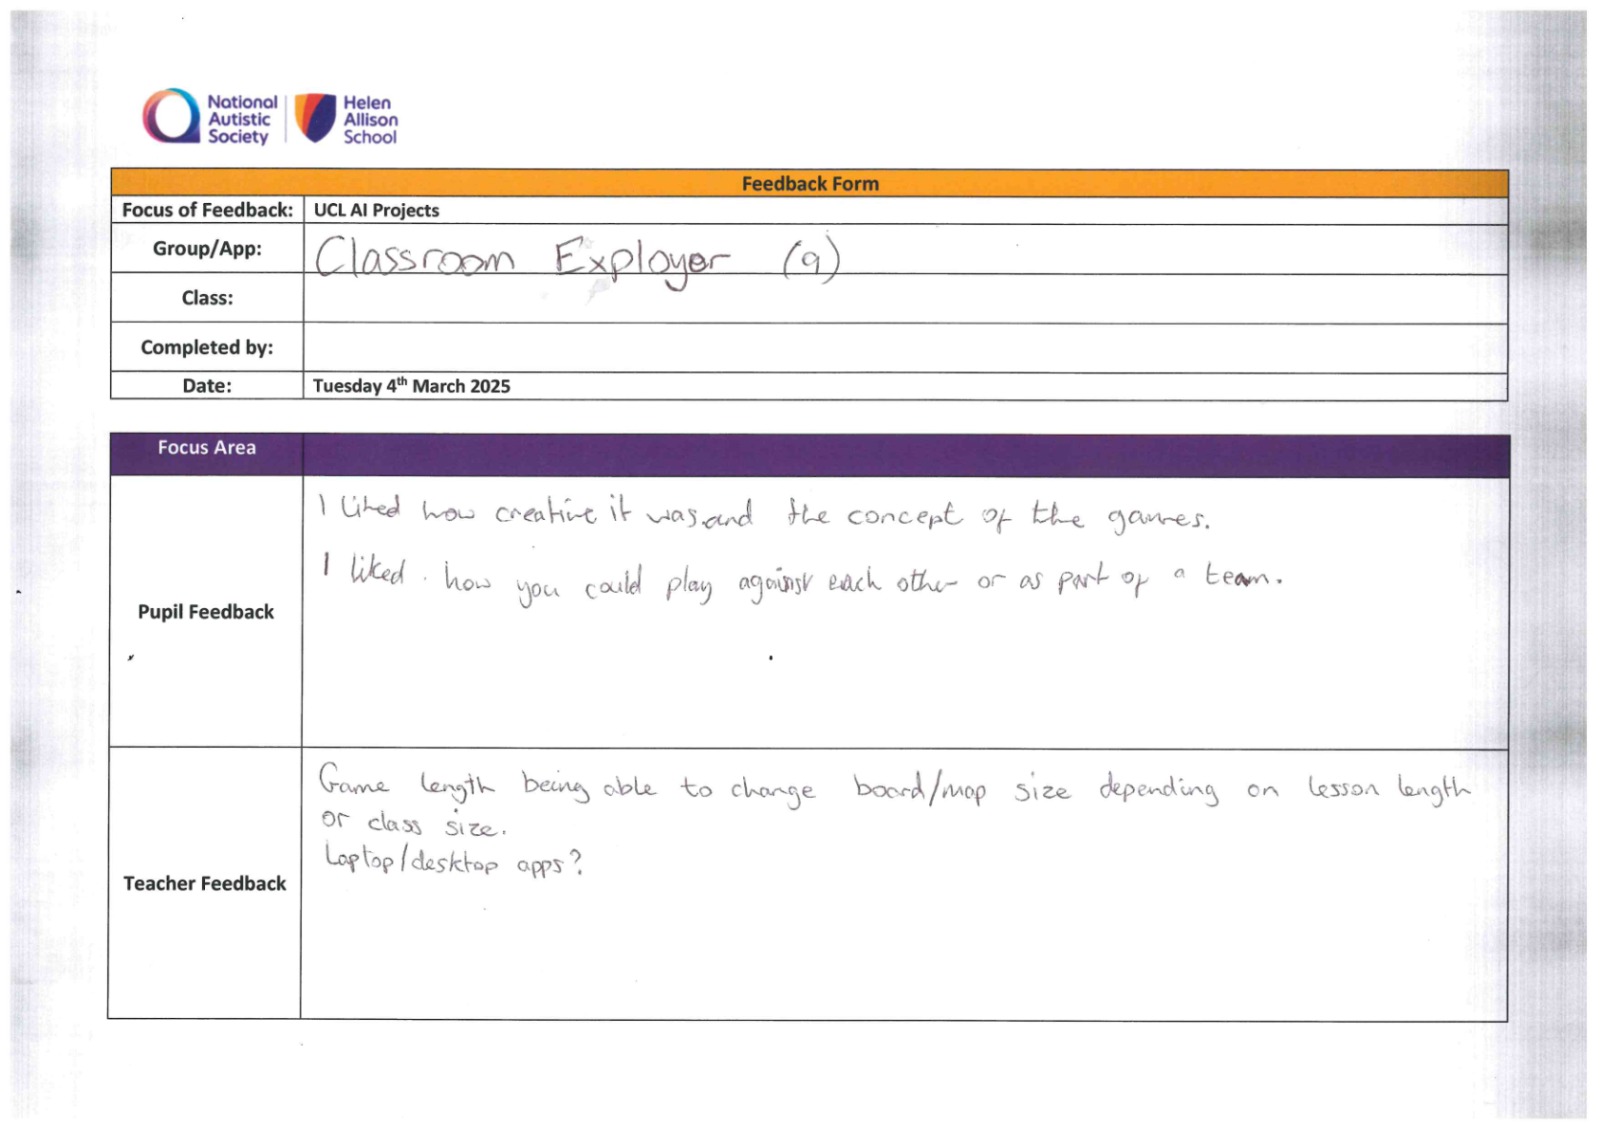 National Autistic Society
Helen Allison School
Feedback Form
Focus of Feedback: UCL AI Projects
Group/App: Classroom Exployer (9)
Class:
Completed by:
Date: Tuesday 4th March 2025
Focus Area
Pupil Feedback
I liked how creative it was and the concept of the games.
I liked how you could play against each other or as part of a team.
Teacher Feedback
Game length being able to change board/map size depending on lesson length
or class size.
Laptop/desktop apps?